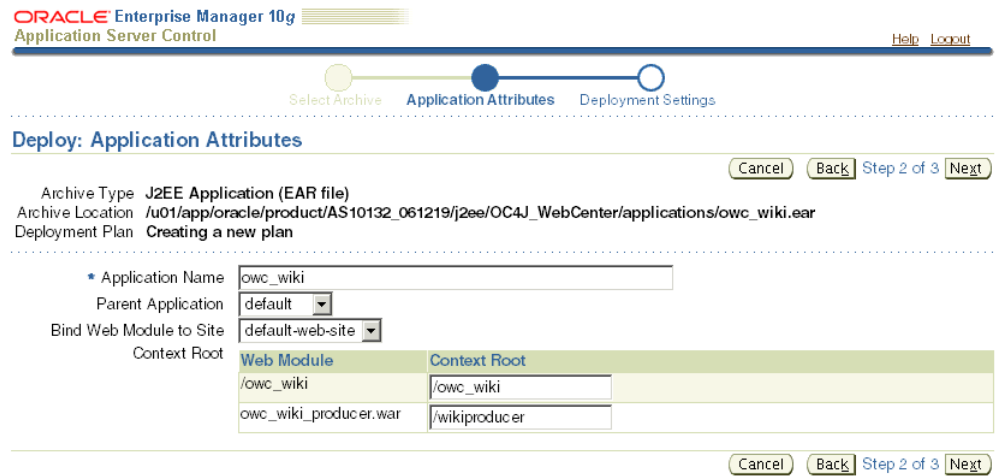 ORACLE Enterprise Manager 10g
Application Server Control
Help Logout
Select Archive Application Attributes Deployment Settings
Deploy: Application Attributes
Cancel Back Step 2 of 3 Next
Archive Type J2EE Application (EAR file)
Archive Location /u01/app/oracle/product/AS10132_061219/j2ee/OC4J_WebCenter/applications/owc_wiki.ear
Deployment Plan Creating a new plan
* Application Name owc_wiki
Parent Application default
Bind Web Module to Site default-web-site
Context Root
Web Module Context Root
/owc_wiki /owc_wiki
owc_wiki_producer.war /wikiproducer
Cancel Back Step 2 of 3 Next